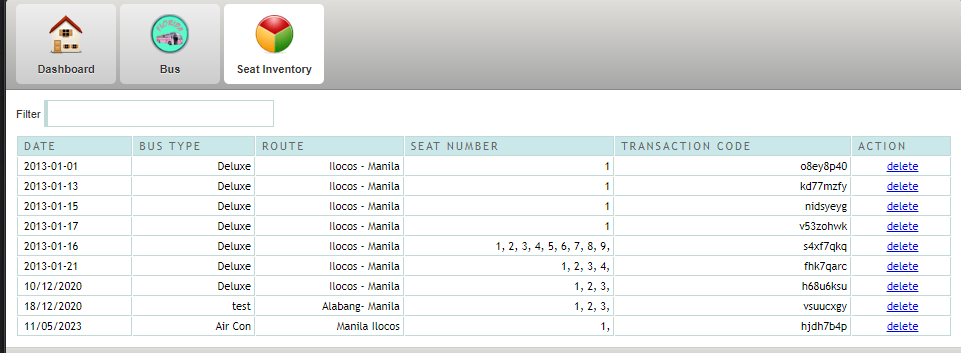 Dashboard Bus Seat Inventory
Filter
DATE BUS TYPE ROUTE SEAT NUMBER TRANSACTION CODE ACTION
2013-01-01 Deluxe Ilocos - Manila 1 o8ey8p40 delete
2013-01-13 Deluxe Ilocos - Manila 1 kd77mzfy delete
2013-01-15 Deluxe Ilocos - Manila 1 nidsyeyg delete
2013-01-17 Deluxe Ilocos - Manila 1 v53zohwk delete
2013-01-16 Deluxe Ilocos - Manila 1, 2, 3, 4, 5, 6, 7, 8, 9, s4xf7qkq delete
2013-01-21 Deluxe Ilocos - Manila 1, 2, 3, 4, fhk7qarc delete
10/12/2020 Deluxe Ilocos - Manila 1, 2, 3, h68u6ksu delete
18/12/2020 test Alabang- Manila 1, 2, 3, vsuucxgy delete
11/05/2023 Air Con Manila Ilocos 1, hjdh7b4p delete